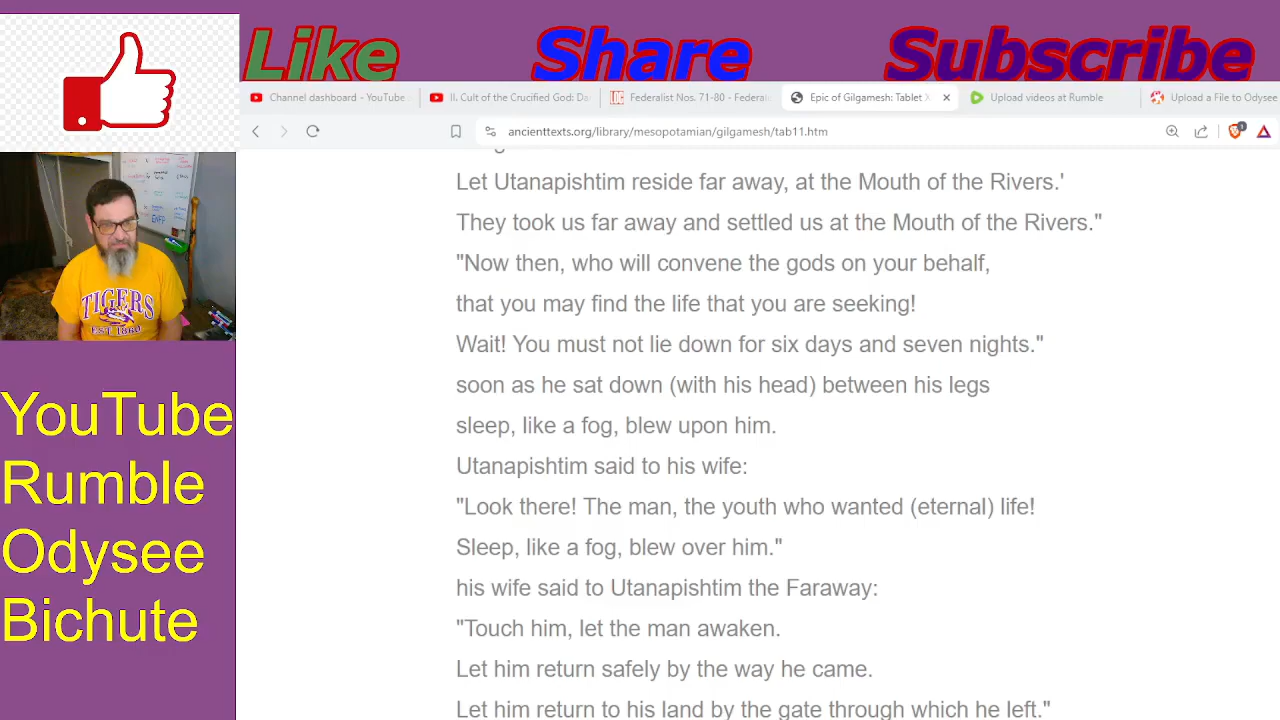 Like Share Subscribe
Channel dashboard - YouTube
II. Cult of the Crucified God: Da
Federalist Nos. 71-80 - Federal
Epic of Gilgamesh: Tablet X
Upload videos at Rumble
Upload a File to Odysee
ancienttexts.org/library/mesopotamian/gilgamesh/tab11.htm
1
Let Utanapishtim reside far away, at the Mouth of the Rivers.'
They took us far away and settled us at the Mouth of the Rivers."
"Now then, who will convene the gods on your behalf,
that you may find the life that you are seeking!
Wait! You must not lie down for six days and seven nights."
soon as he sat down (with his head) between his legs
sleep, like a fog, blew upon him.
Utanapishtim said to his wife:
"Look there! The man, the youth who wanted (eternal) life!
Sleep, like a fog, blew over him."
his wife said to Utanapishtim the Faraway:
"Touch him, let the man awaken.
Let him return safely by the way he came.
Let him return to his land by the gate through which he left."
TIGERS
EST 1860
YouTube
Rumble
Odysee
Bichute